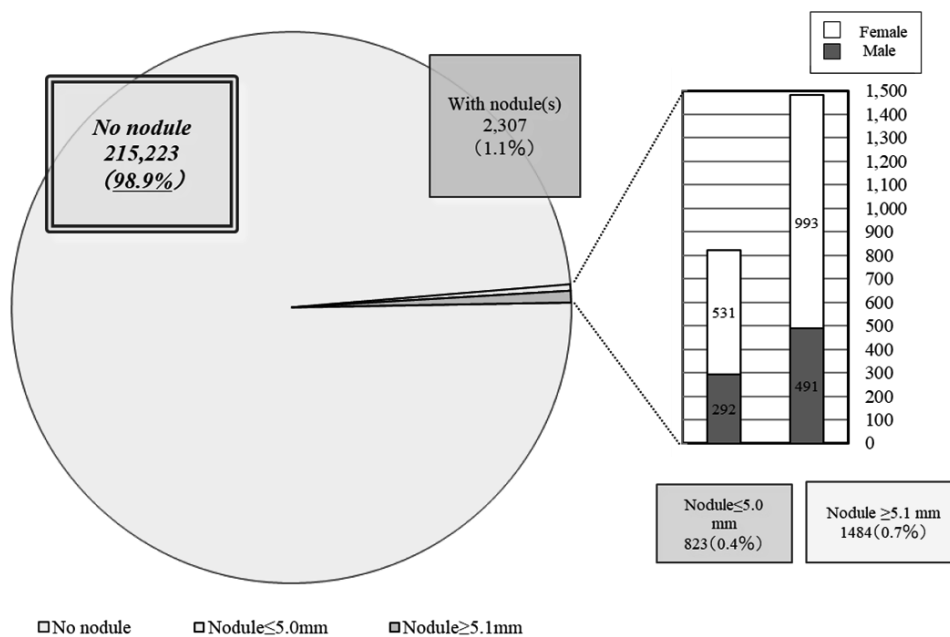 Female
Male
No nodule
215,223
(98.9%)
With nodule(s)
2,307
(1.1%)
1,500
1,400
1,300
1,200
1,100
1,000
900
800
700
600
500
400
300
200
100
0
993
531
491
292
Nodule≤5.0
mm
823(0.4%)
Nodule ≥5.1 mm
1484(0.7%)
No nodule
Nodule≤5.0mm
Nodule≥5.1mm